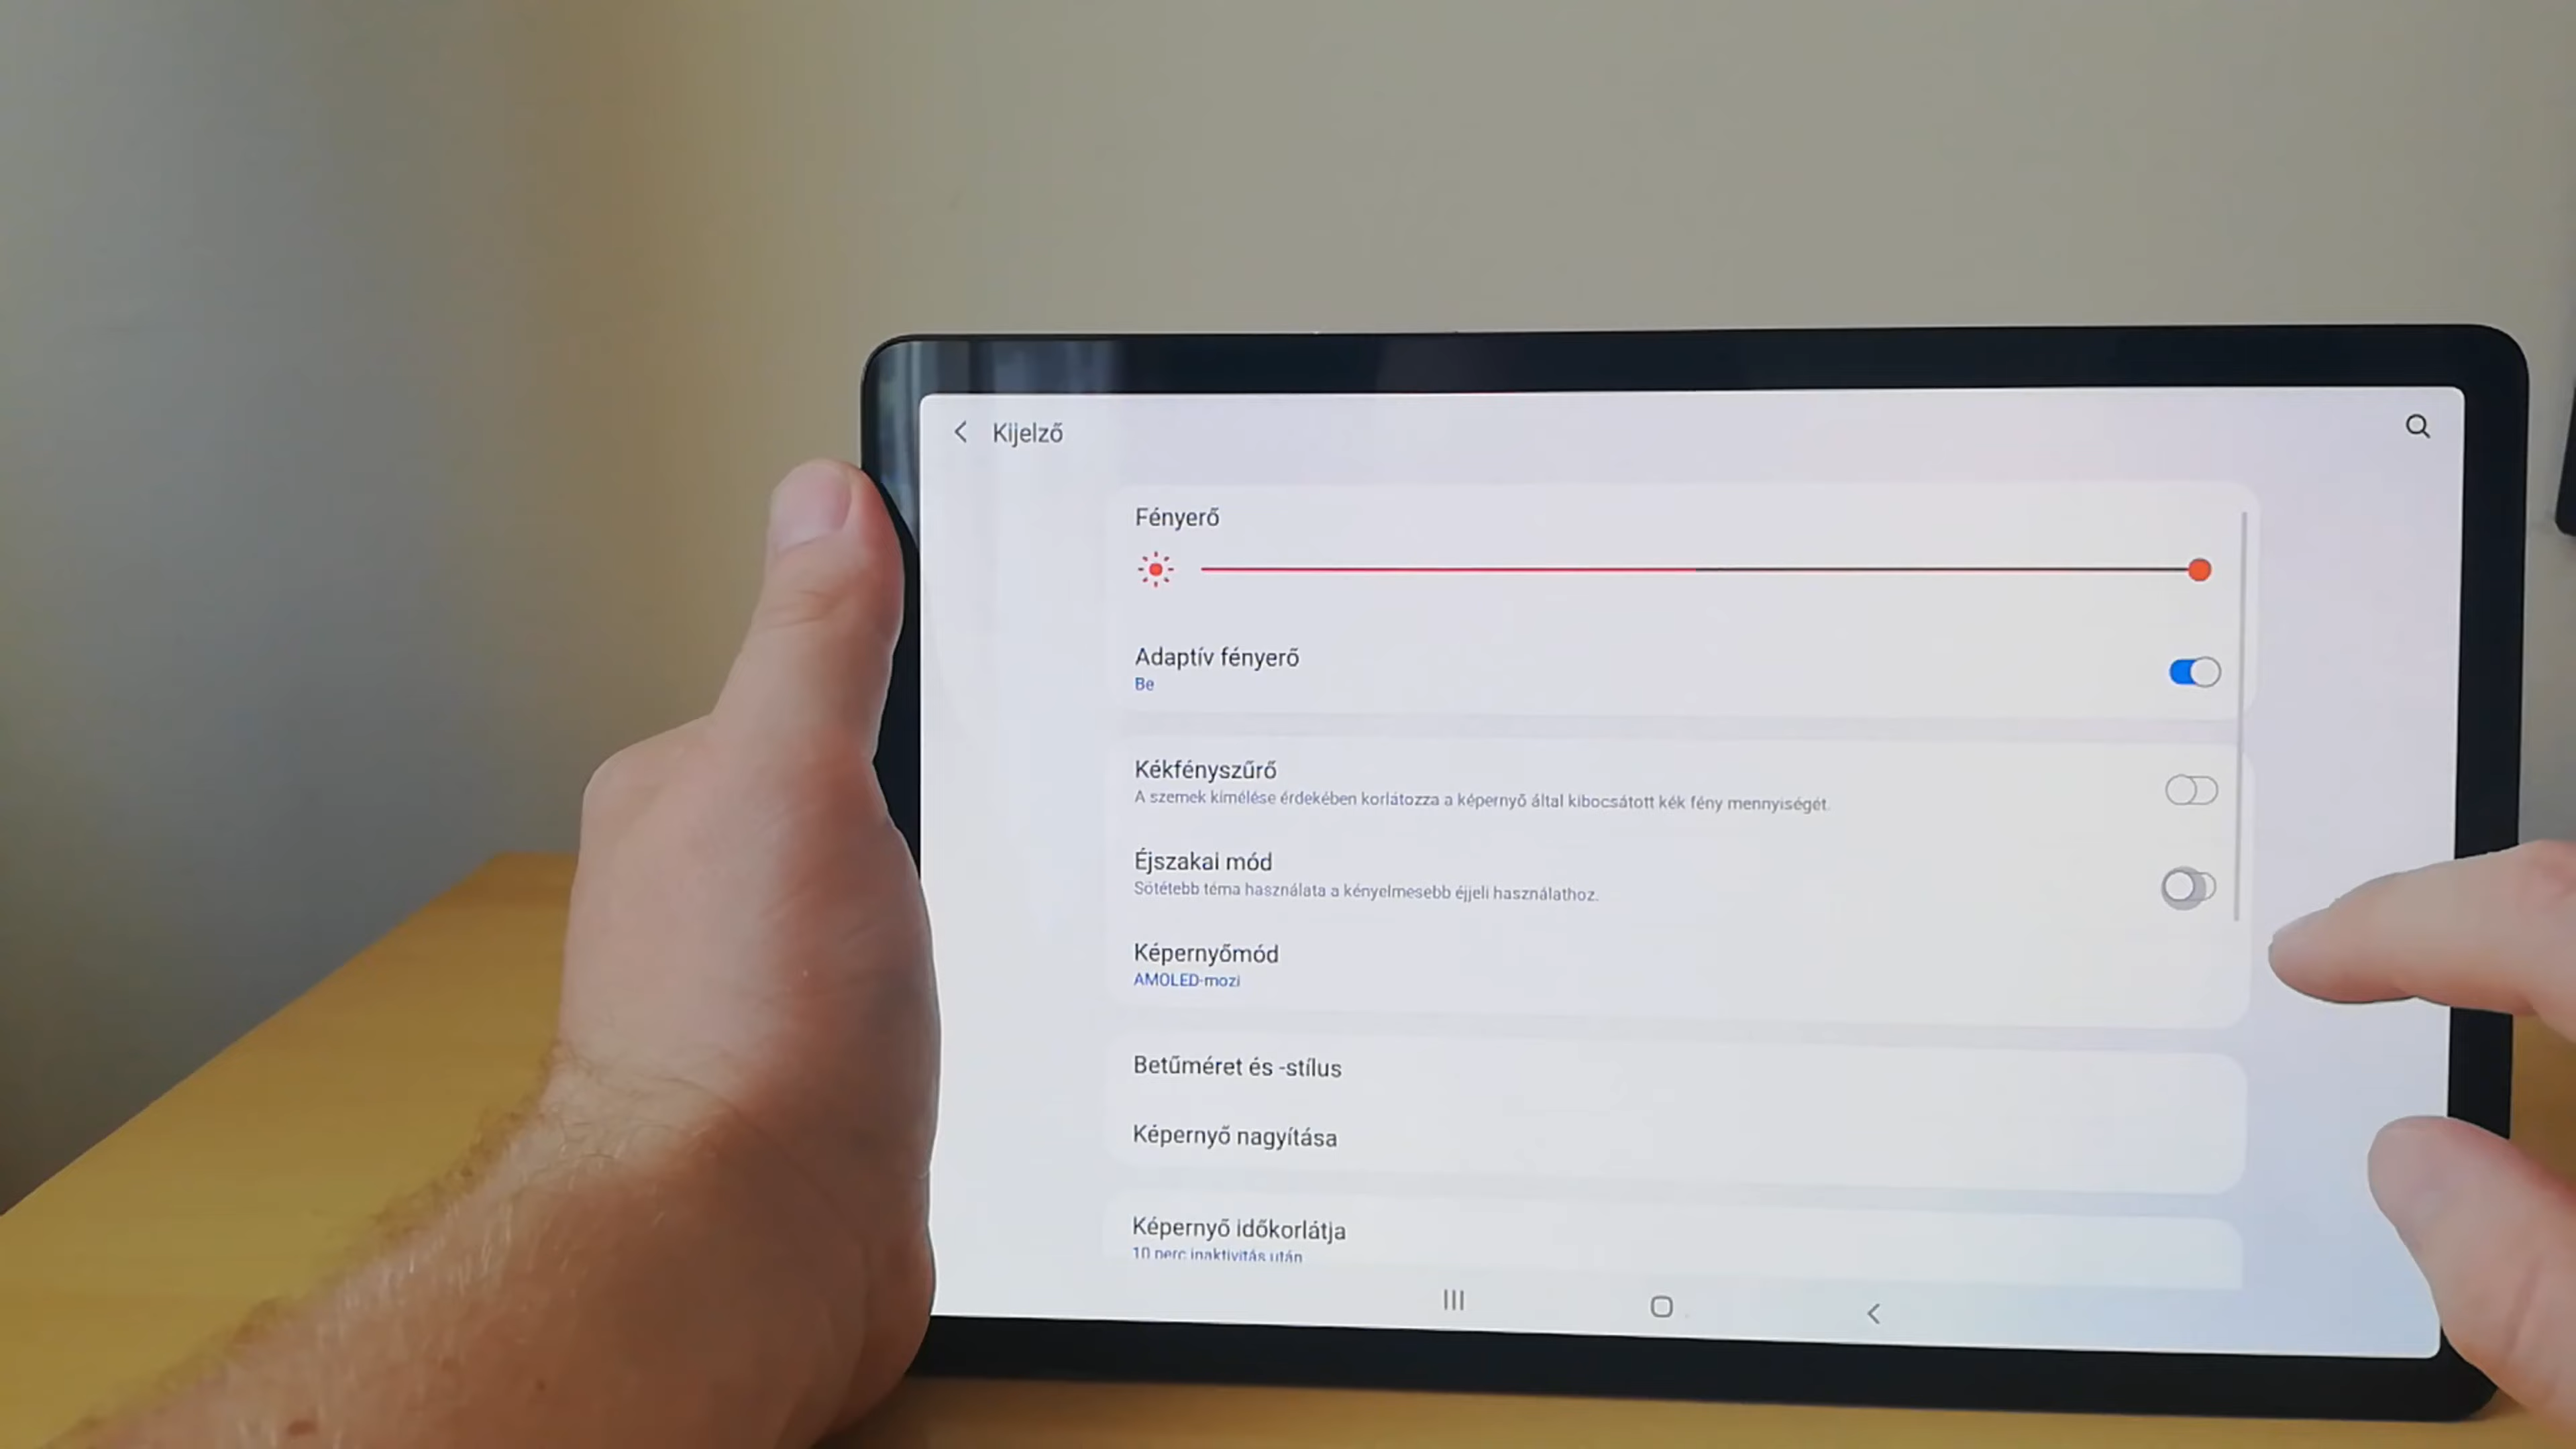 Kijelző
Fényerő
Adaptív fényerő
Be
Kékfényszűrő
A szemek kímélése érdekében korlátozza a képernyő által kibocsátott kék fény mennyiségét.
Éjszakai mód
Sötétebb téma használata a kényelmesebb éjjeli használathoz.
Képernyőmód
AMOLED-mozi
Betűméret és -stílus
Képernyő nagyítása
Képernyő időkorlátja
10 perc inaktivitás után